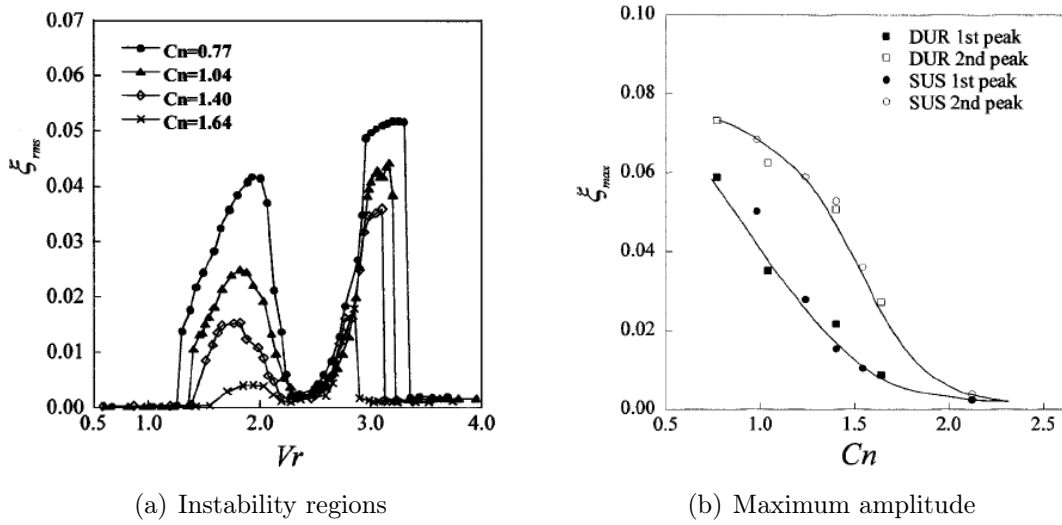 0.07
0.06
0.05
0.04
0.03
0.02
0.01
0.00
ξrms
Cn=0.77
Cn=1.04
Cn=1.40
Cn=1.64
0.5 1.0 2.0 3.0 4.0
Vr
(a) Instability regions
0.10
0.08
0.06
0.04
0.02
0.00
ξmax
DUR 1st peak
DUR 2nd peak
SUS 1st peak
SUS 2nd peak
0.5 1.0 1.5 2.0 2.5
Cn
(b) Maximum amplitude